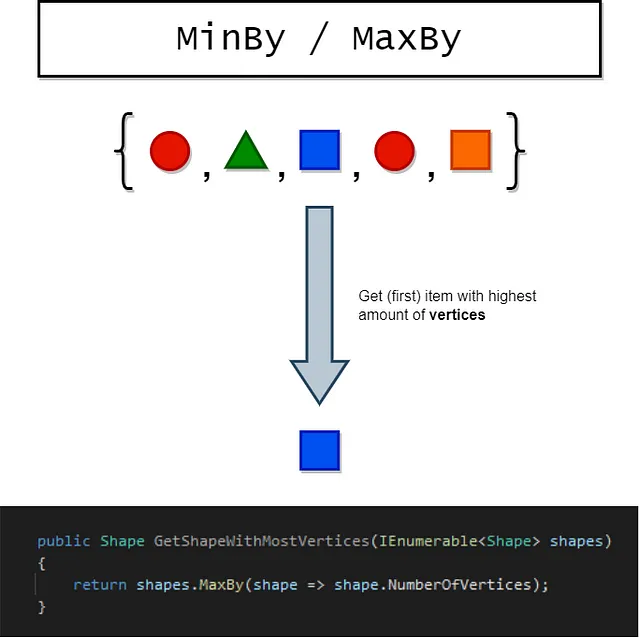 MinBy / MaxBy
{ , , , , }
Get (first) item with highest
amount of vertices
public Shape GetShapeWithMostVertices(IEnumerable<Shape> shapes)
{
return shapes.MaxBy(shape => shape.NumberOfVertices);
}